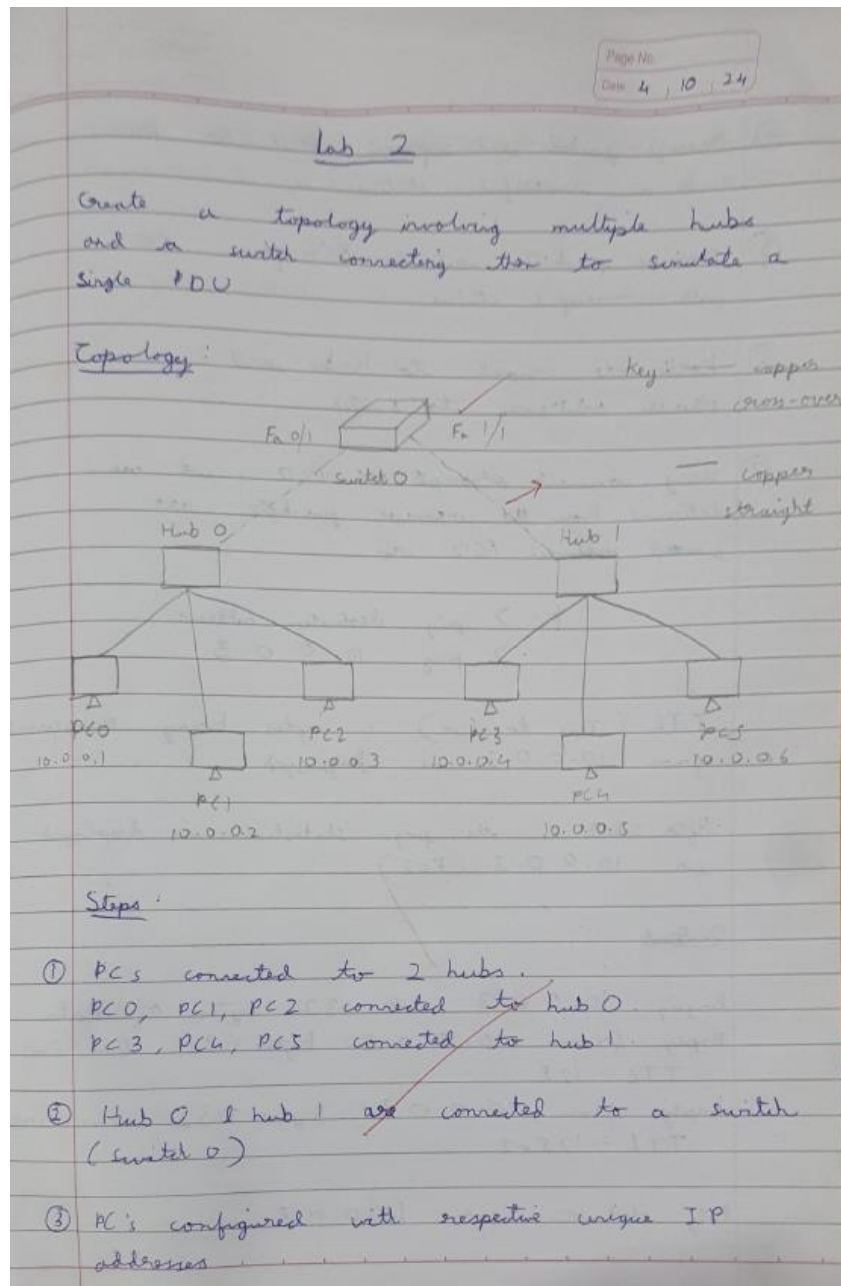 Page No
Date 4 10 24
Lab 2
Create a topology involving multiple hubs
and a switch connecting them to simulate a
single PDU
Topology:
Key: -- copper
cross-over
Fa 0/1 Fa 1/1
switch 0
— copper
straight
Hub 0 Hub 1
PC0 PC2 PC3 PC5
10.0.0.1 10.0.0.3 10.0.0.4 10.0.0.6
PC1 PC4
10.0.0.2 10.0.0.5
Steps:
① PCs connected to 2 hubs.
PC0, PC1, PC2 connected to hub 0
PC3, PC4, PC5 connected to hub 1
② Hub 0 & hub 1 are connected to a switch
(switch 0)
③ PC's configured with respective unique IP
addresses